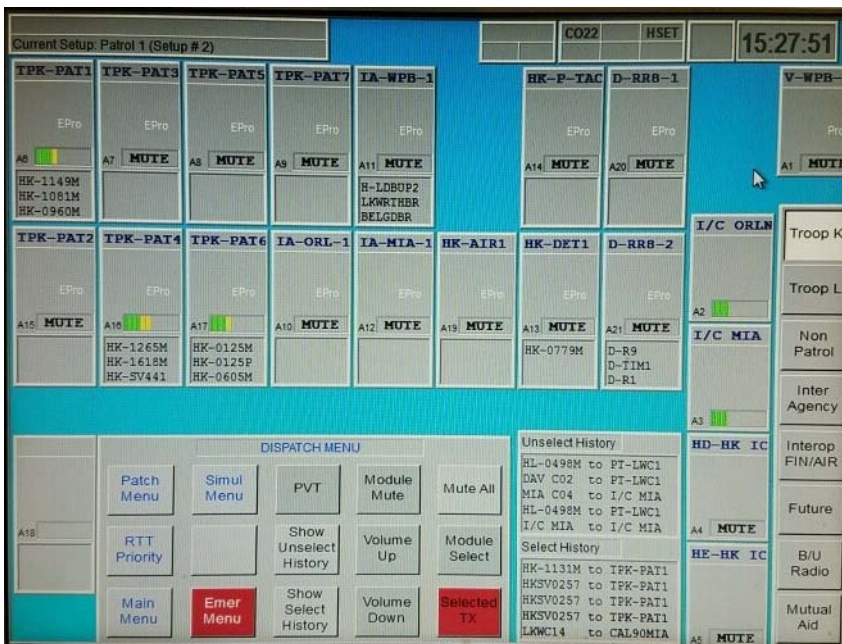 CO22 HSET
15:27:51
Current Setup: Patrol 1 (Setup # 2)
TPK-PAT1 TPK-PAT3 TPK-PAT5 TPK-PAT7 IA-WPB-1 HK-P-TAC D-RRB-1 V-WPB-
EPro EPro EPro EPro EPro EPro EPro
A6 A7 MUTE A8 MUTE A9 MUTE A11 MUTE A14 MUTE A20 MUTE A1
HK-1149M H-LDBUP2
HK-1081M LKWRTHBR
HK-0960M BELGDBR
I/C ORLN Troop K
TPK-PAT2 TPK-PAT4 TPK-PAT6 IA-ORL-1 IA-MIA-1 HK-AIR1 HK-DET1 D-RRB-2
EPro EPro EPro EPro EPro EPro EPro EPro Troop L
A15 MUTE A16 A17 A10 MUTE A12 MUTE A19 MUTE A13 MUTE A21 MUTE A2
HK-1265M HK-0125M HK-0779M D-R9 I/C MIA Non
HK-1618M HK-0125P D-TIM1 Patrol
HK-SV441 HK-0605M D-R1
Inter
Agency
A3
DISPATCH MENU Unselect History HD-HK IC Interop
FIN/AIR
Patch Simul PVT Module Mute All HL-0498M to PT-LWC1
Menu Menu Mute DAV C02 to PT-LWC1
MIA C04 to I/C MIA
HL-0498M to PT-LWC1 Future
I/C MIA to I/C MIA
A18 RTT Show Volume Module A4 MUTE
Priority Unselect Up Select Select History HE-HK IC B/U
History HK-1131M to TPK-PAT1 Radio
HKSV0257 to TPK-PAT1
Main Emer Show Volume Selected HKSV0257 to TPK-PAT1
Menu Menu Select Down TX HKSV0257 to TPK-PAT1 Mutual
History LKWC14 to CAL90MIA A5 MUTE Aid